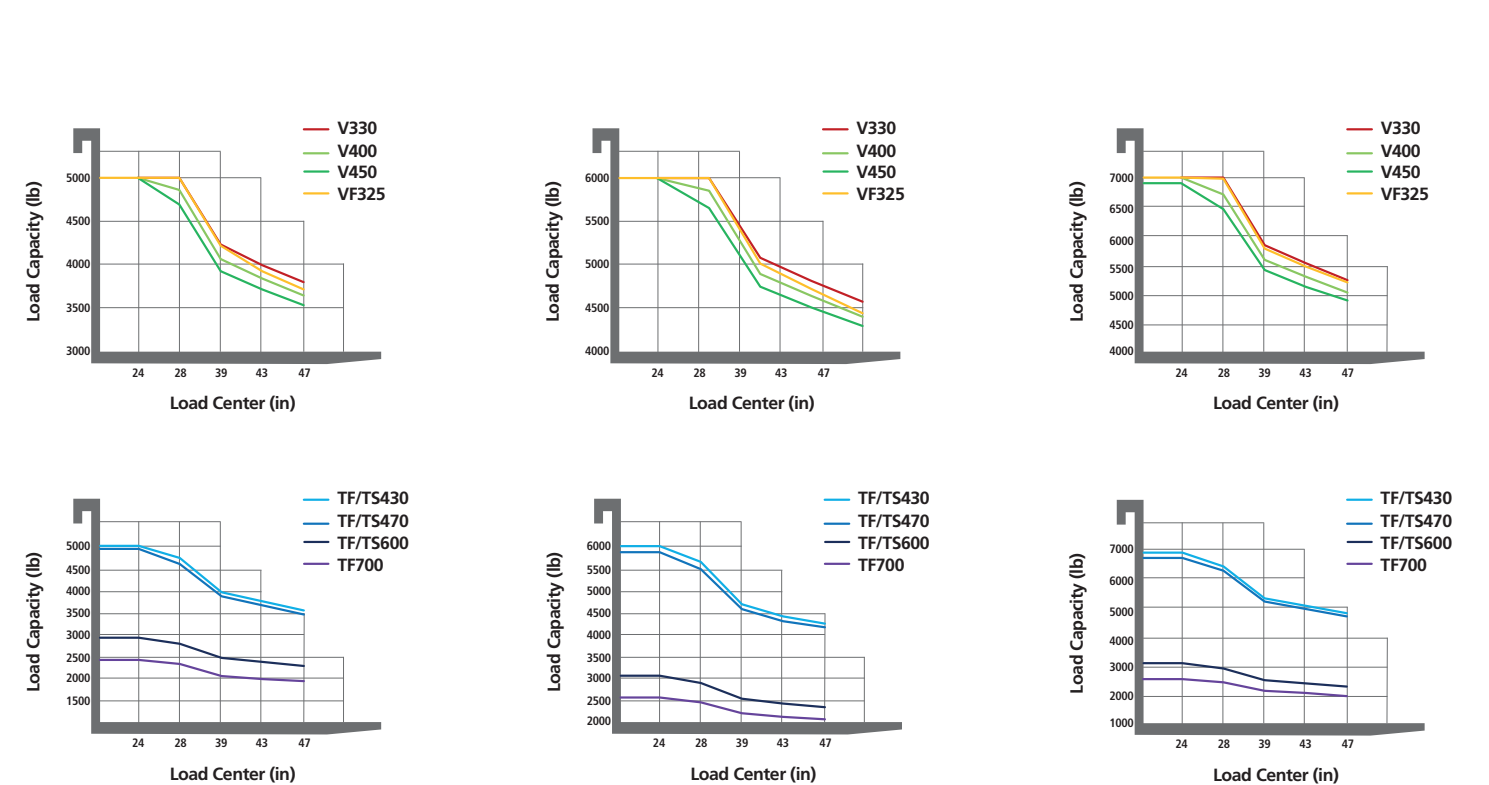 V330
V400
V450
VF325
Load Capacity (lb)
5000
4500
4000
3500
3000
24 28 39 43 47
Load Center (in)
V330
V400
V450
VF325
Load Capacity (lb)
6000
5500
5000
4500
4000
24 28 39 43 47
Load Center (in)
V330
V400
V450
VF325
Load Capacity (lb)
7000
6500
6000
5500
5000
4500
4000
24 28 39 43 47
Load Center (in)
TF/TS430
TF/TS470
TF/TS600
TF700
Load Capacity (lb)
5000
4500
4000
3500
3000
2500
2000
1500
24 28 39 43 47
Load Center (in)
TF/TS430
TF/TS470
TF/TS600
TF700
Load Capacity (lb)
6000
5500
5000
4500
4000
3500
3000
2500
2000
24 28 39 43 47
Load Center (in)
TF/TS430
TF/TS470
TF/TS600
TF700
Load Capacity (lb)
7000
6000
5000
4000
3000
2000
1000
24 28 39 43 47
Load Center (in)